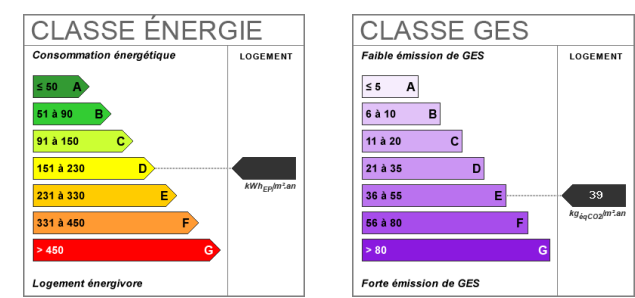 CLASSE ÉNERGIE
Consommation énergétique
LOGEMENT
≤ 50 A
51 à 90 B
91 à 150 C
151 à 230 D
231 à 330 E
331 à 450 F
> 450 G
kWhEP/m².an
Logement énergivore
CLASSE GES
Faible émission de GES
LOGEMENT
≤ 5 A
6 à 10 B
11 à 20 C
21 à 35 D
36 à 55 E
56 à 80 F
> 80 G
39
kgéqCO2/m².an
Forte émission de GES